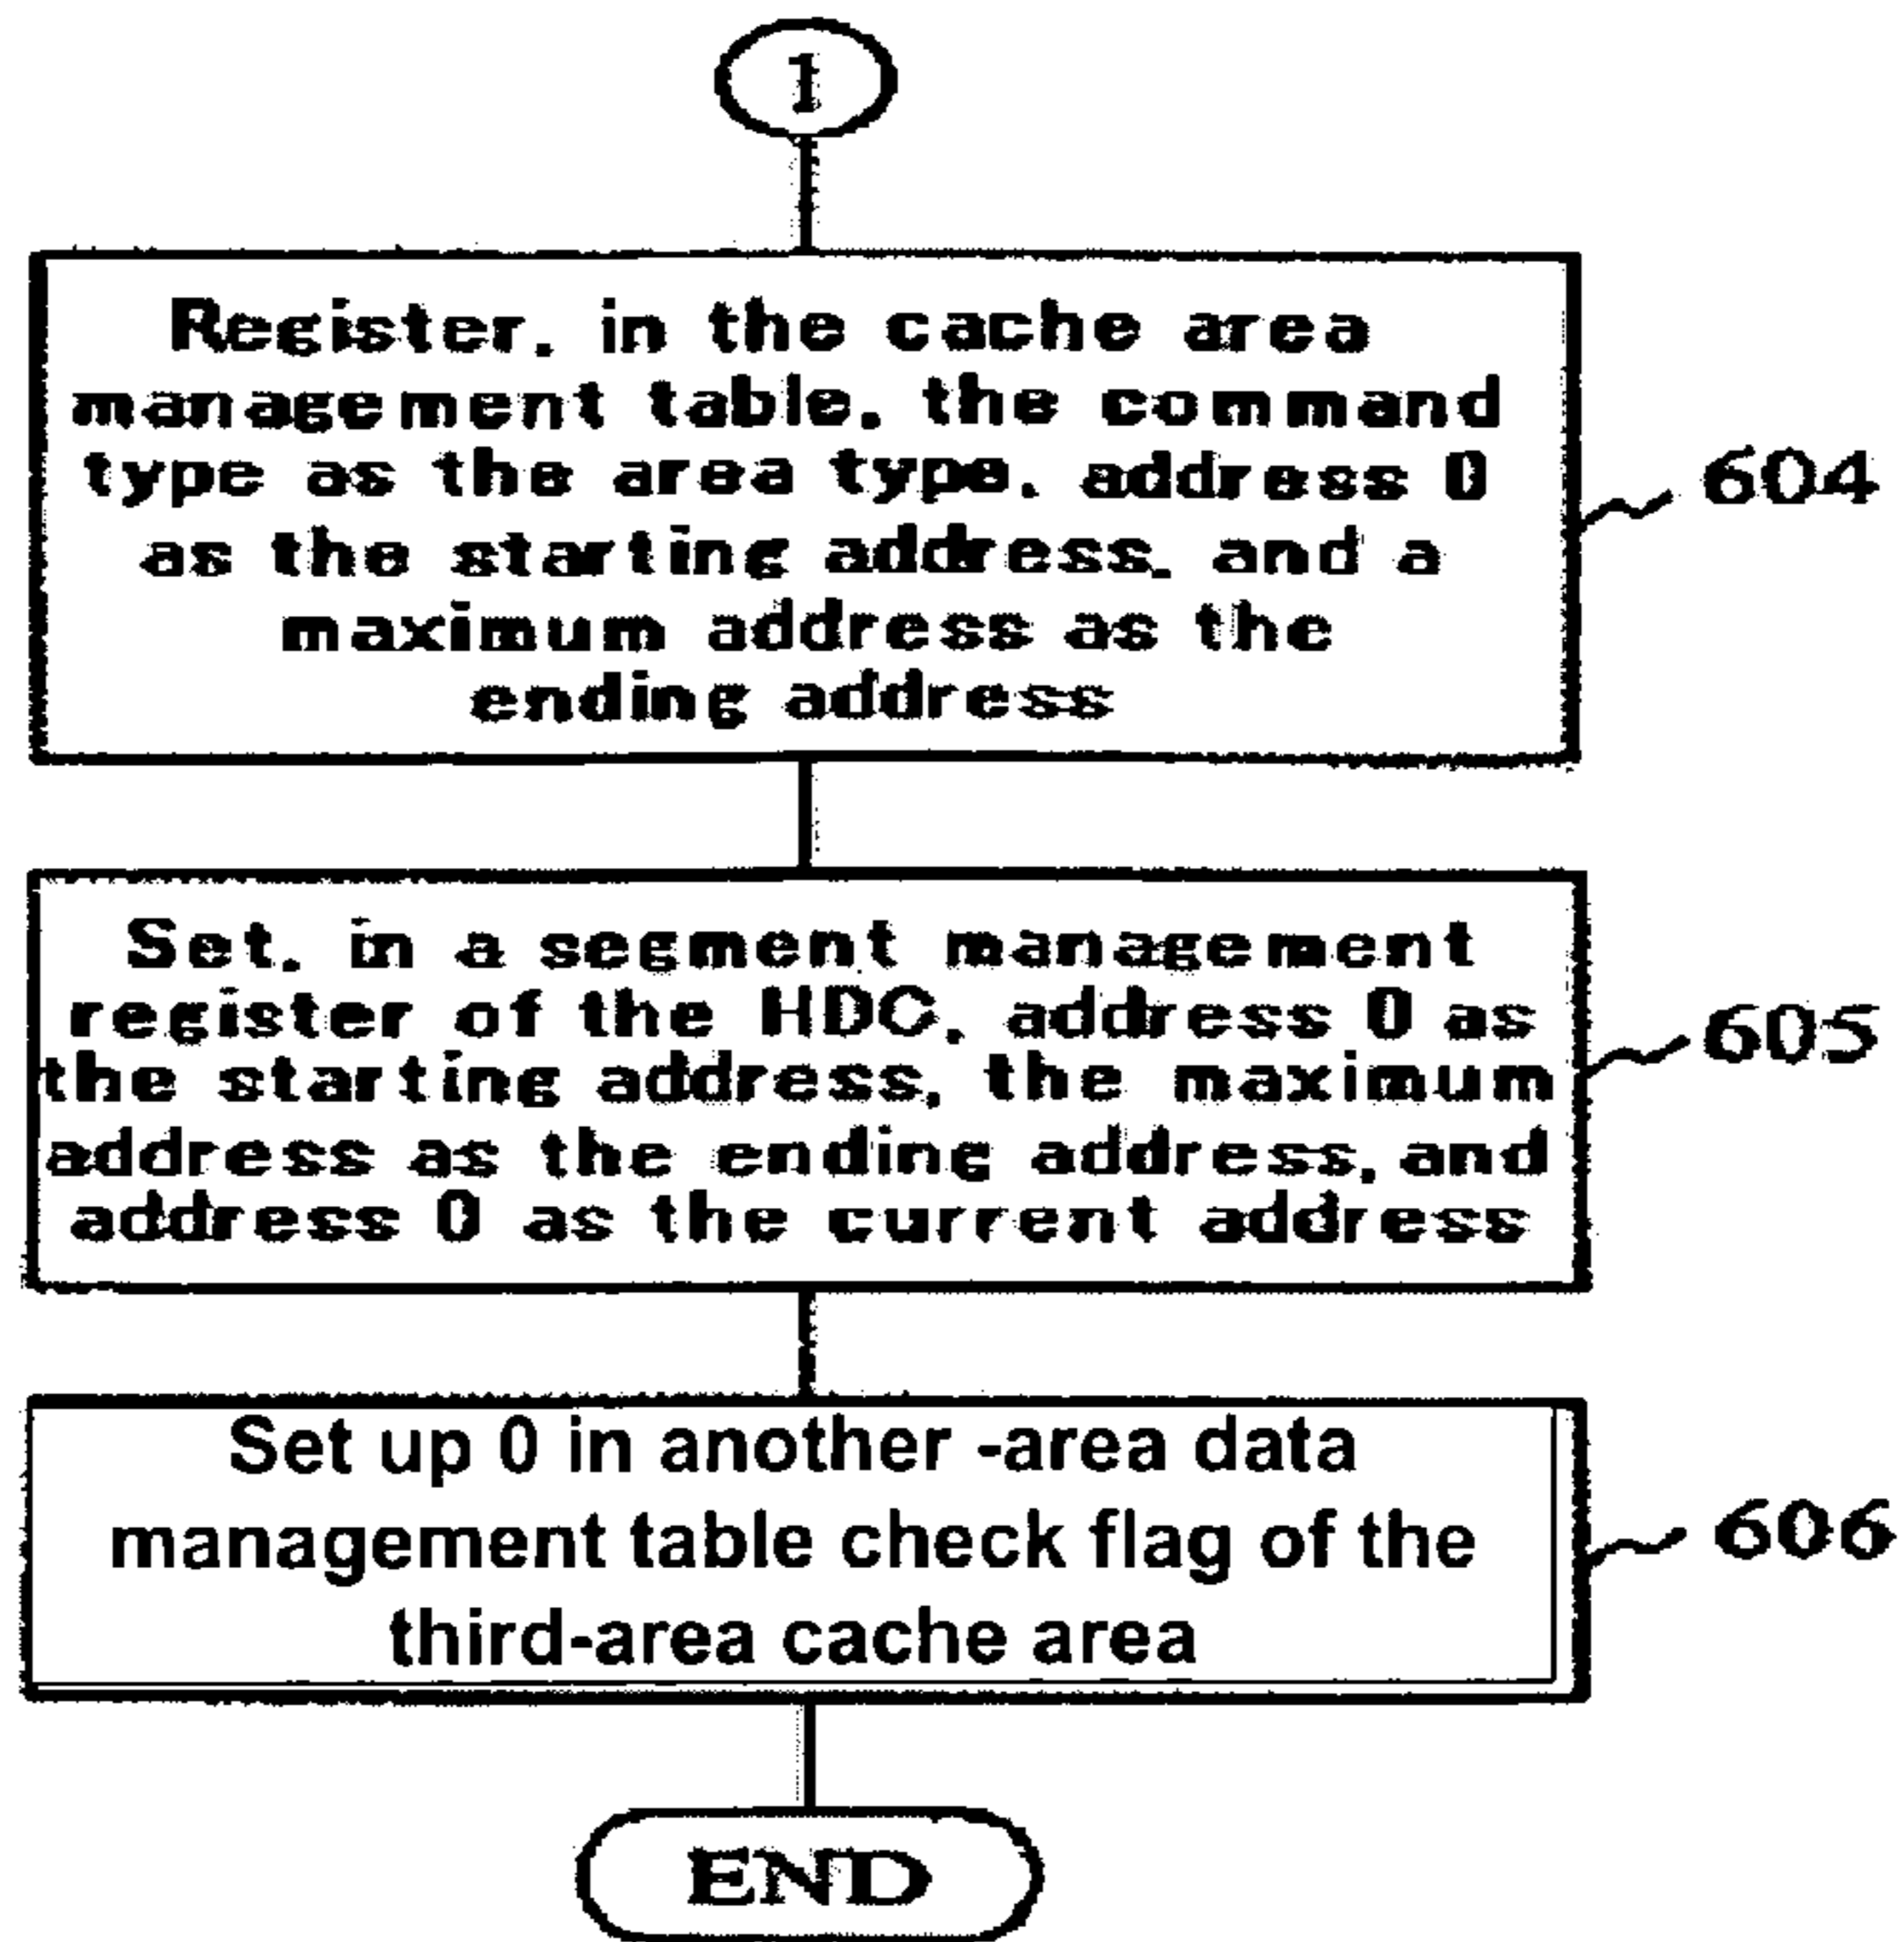 1
Register, in the cache area
management table, the command
type as the area type, address 0
as the starting address, and a
maximum address as the
ending address
604
Set, in a segment management
register of the HDC, address 0 as
the starting address, the maximum
address as the ending address, and
address 0 as the current address
605
Set up 0 in another -area data
management table check flag of the
third-area cache area
606
END